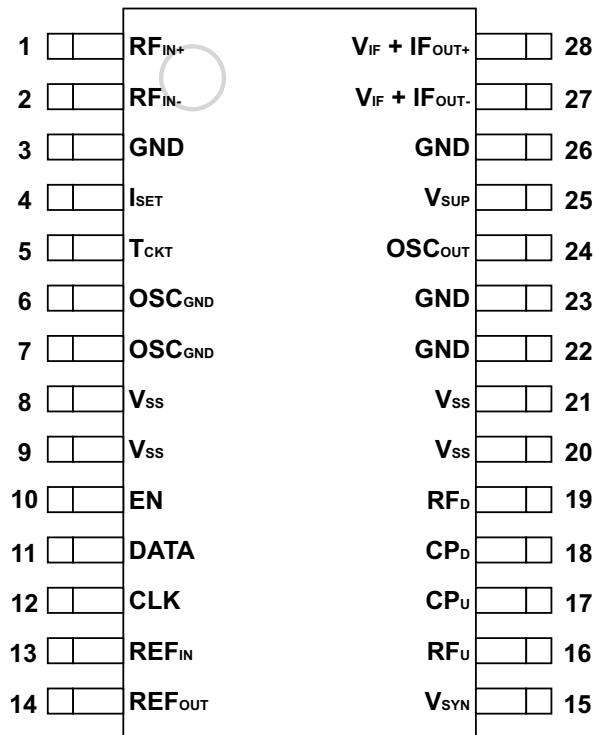 1 RFIN+ VIF + IFOUT+ 28
2 RFIN- VIF + IFOUT- 27
3 GND GND 26
4 ISET VSUP 25
5 TCKT OSCOUT 24
6 OSCGND GND 23
7 OSCGND GND 22
8 VSS VSS 21
9 VSS VSS 20
10 EN RFD 19
11 DATA CPD 18
12 CLK CPU 17
13 REFIN RFU 16
14 REFOUT VSYN 15